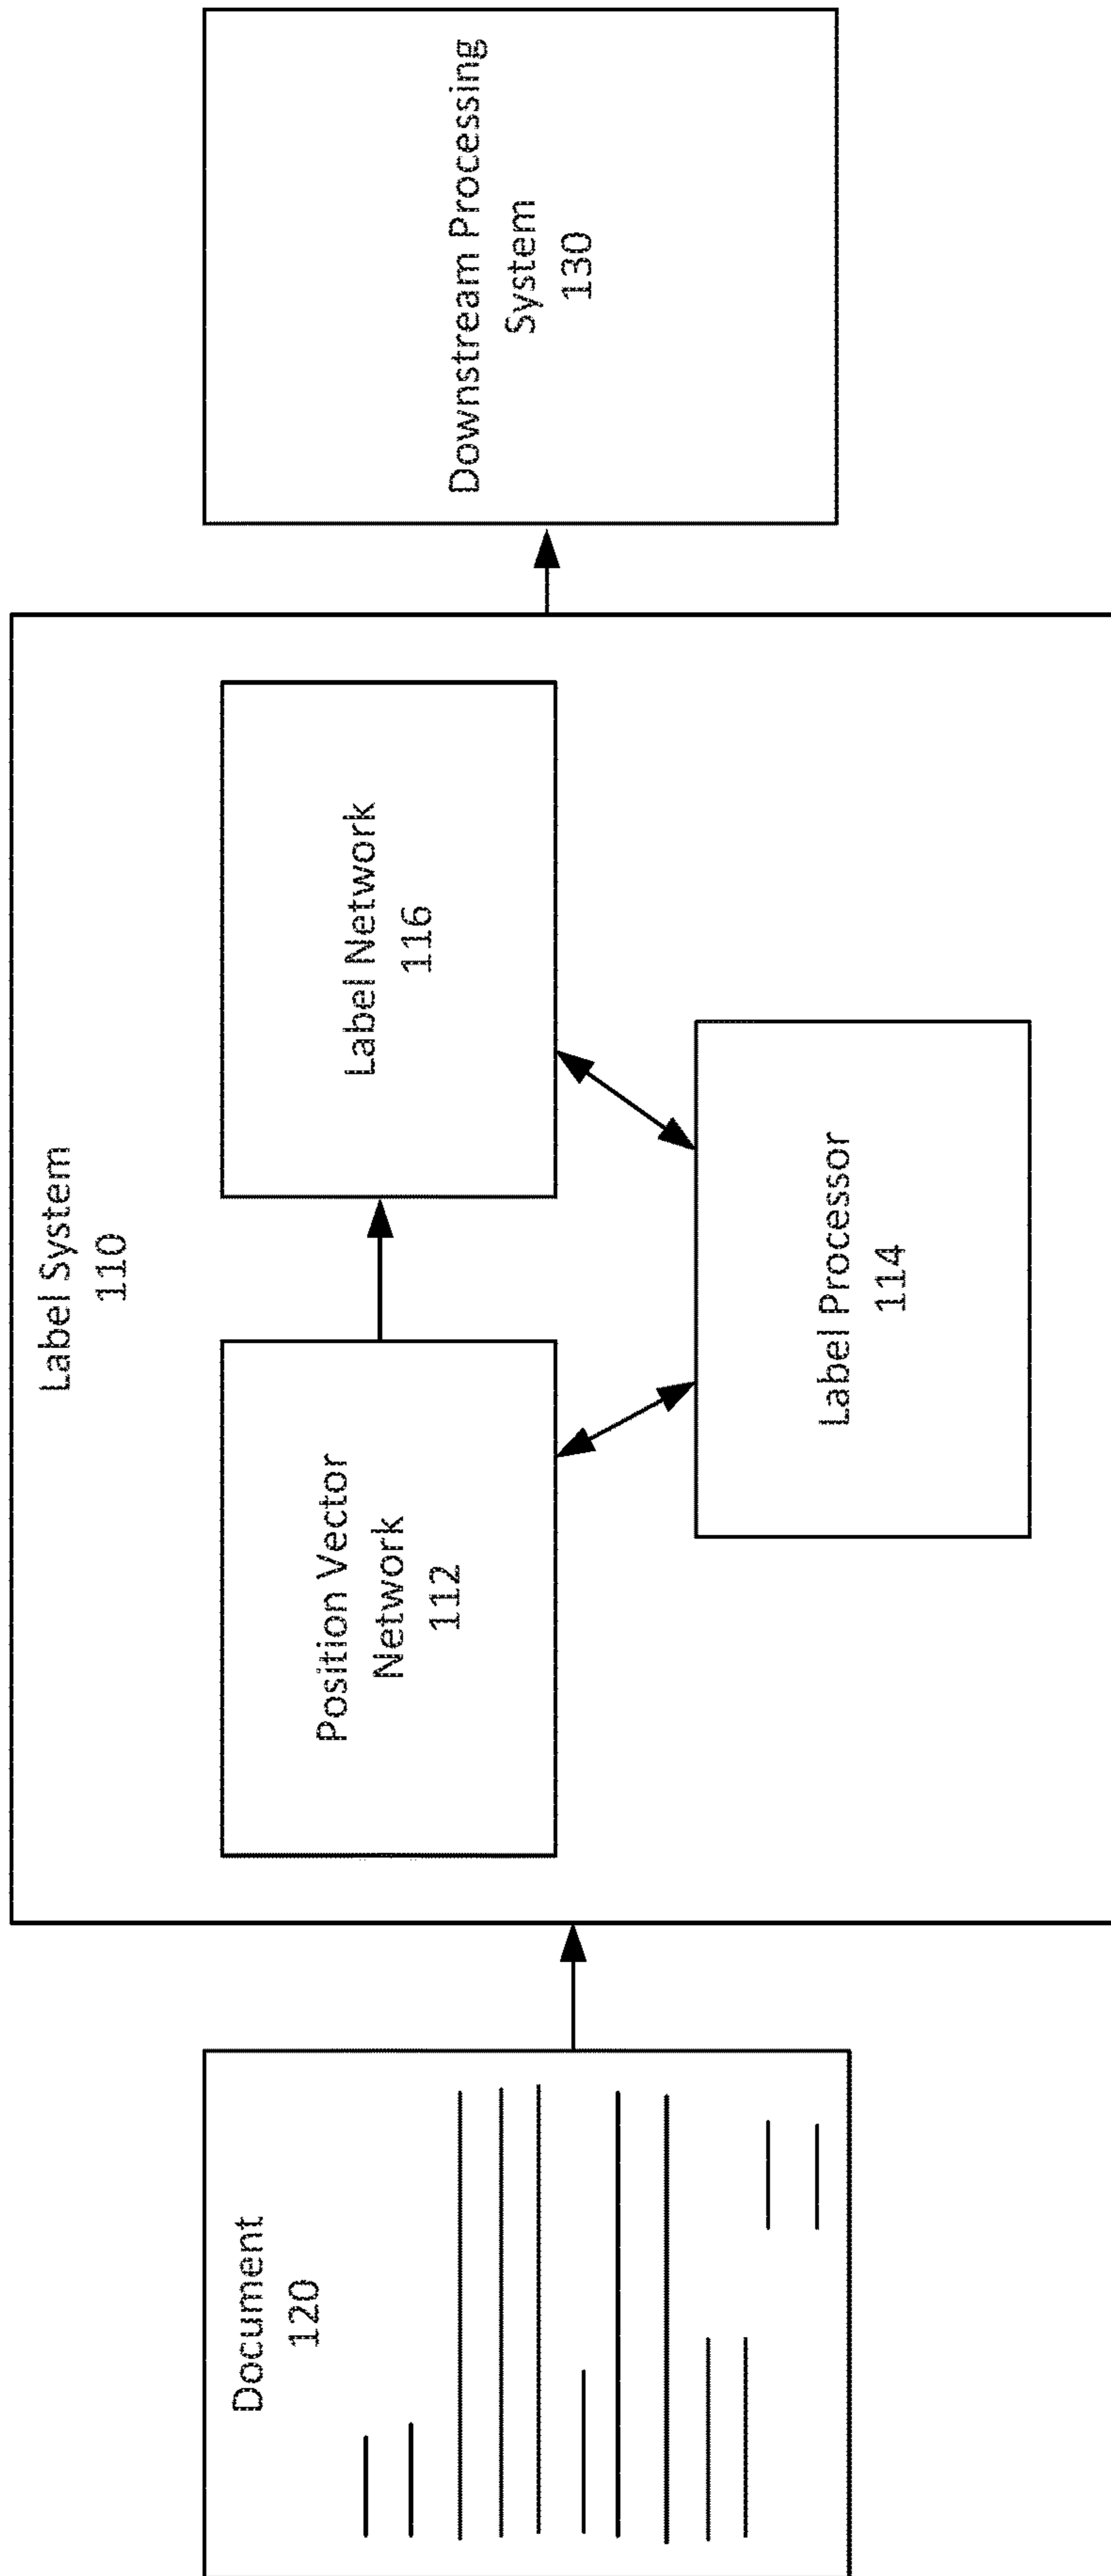 Document
120
Label System
110
Position Vector
Network
112
Label Network
116
Label Processor
114
Downstream Processing
System
130